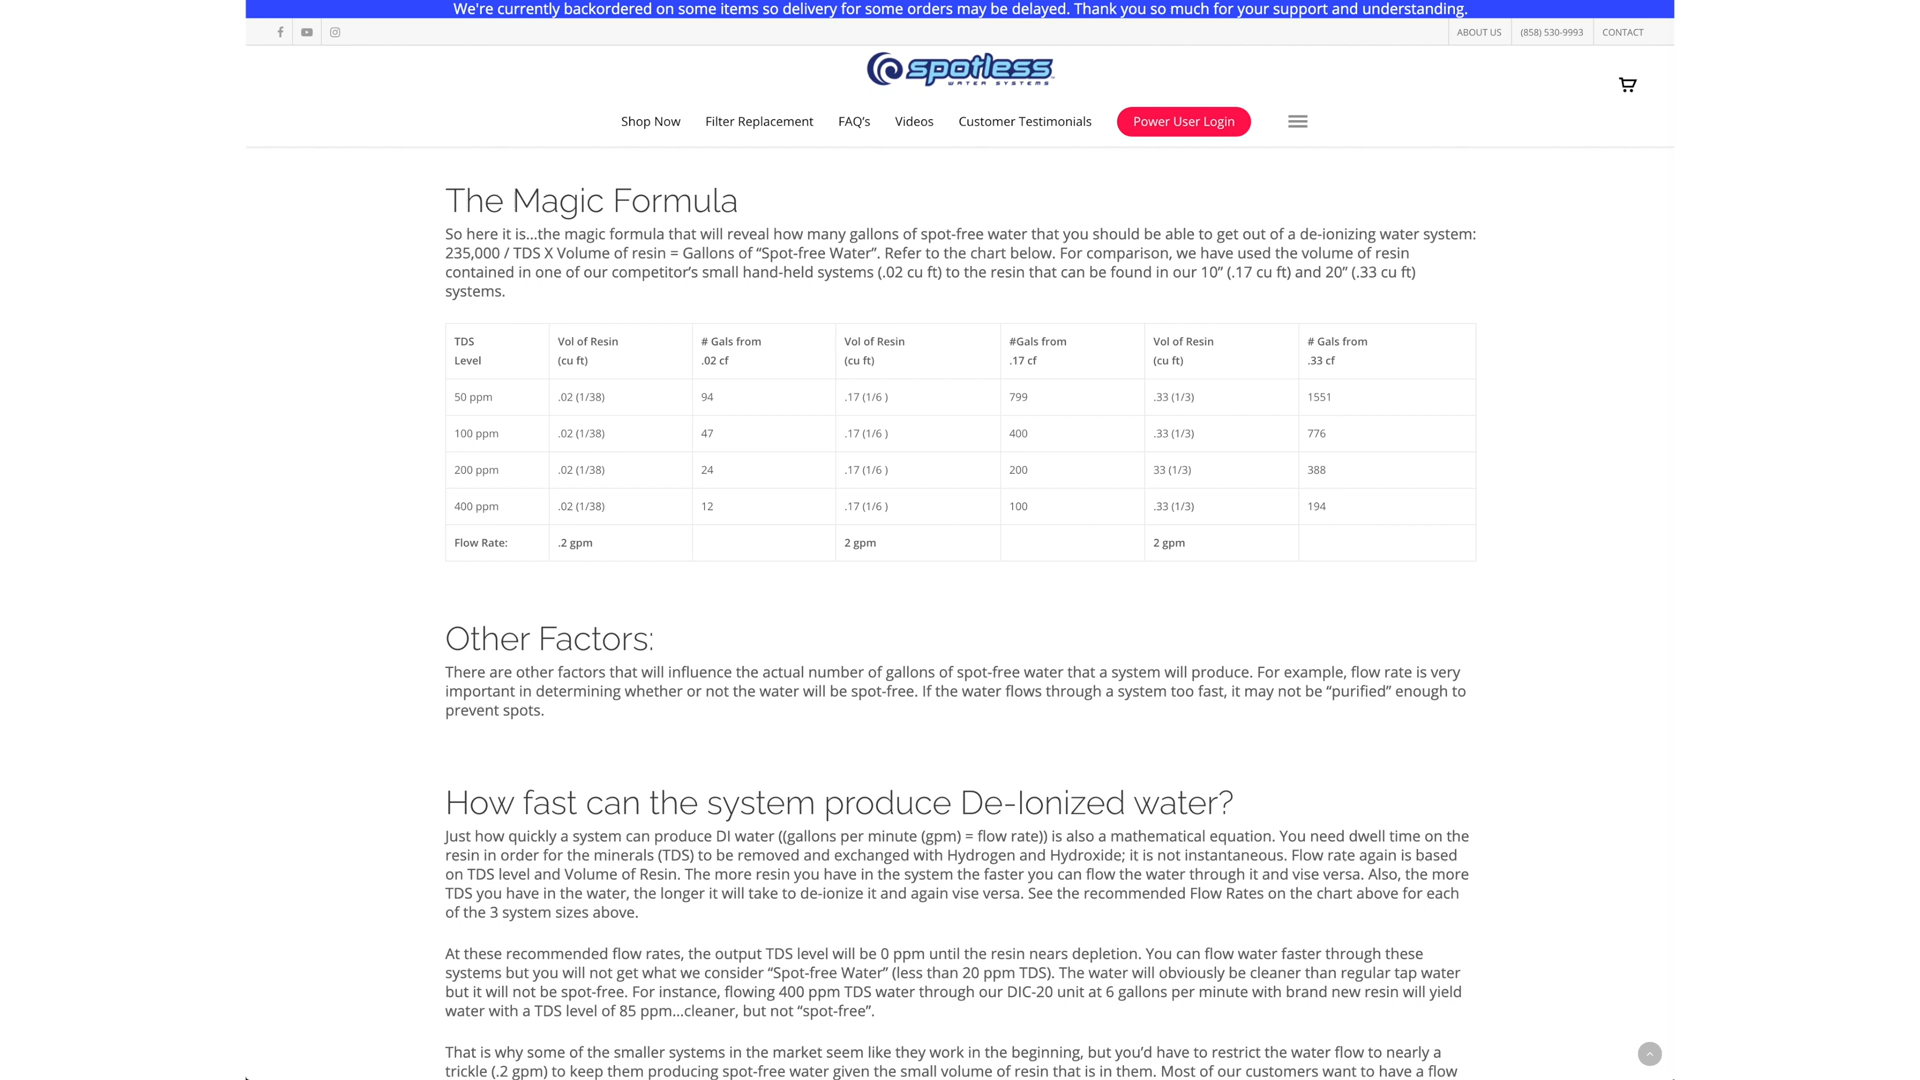 We're currently backordered on some items so delivery for some orders may be delayed. Thank you so much for your support and understanding.
ABOUT US (858) 530-9993 CONTACT
spotless
WATER SYSTEMS
Shop Now Filter Replacement FAQ's Videos Customer Testimonials Power User Login
The Magic Formula
So here it is…the magic formula that will reveal how many gallons of spot-free water that you should be able to get out of a de-ionizing water system:
235,000 / TDS X Volume of resin = Gallons of “Spot-free Water”. Refer to the chart below. For comparison, we have used the volume of resin
contained in one of our competitor’s small hand-held systems (.02 cu ft) to the resin that can be found in our 10” (.17 cu ft) and 20” (.33 cu ft)
systems.
TDS Level Vol of Resin (cu ft) # Gals from .02 cf Vol of Resin (cu ft) #Gals from .17 cf Vol of Resin (cu ft) # Gals from .33 cf
50 ppm .02 (1/38) 94 .17 (1/6 ) 799 .33 (1/3) 1551
100 ppm .02 (1/38) 47 .17 (1/6 ) 400 .33 (1/3) 776
200 ppm .02 (1/38) 24 .17 (1/6 ) 200 33 (1/3) 388
400 ppm .02 (1/38) 12 .17 (1/6 ) 100 .33 (1/3) 194
Flow Rate: .2 gpm 2 gpm 2 gpm
Other Factors:
There are other factors that will influence the actual number of gallons of spot-free water that a system will produce. For example, flow rate is very
important in determining whether or not the water will be spot-free. If the water flows through a system too fast, it may not be “purified” enough to
prevent spots.
How fast can the system produce De-Ionized water?
Just how quickly a system can produce DI water ((gallons per minute (gpm) = flow rate)) is also a mathematical equation. You need dwell time on the
resin in order for the minerals (TDS) to be removed and exchanged with Hydrogen and Hydroxide; it is not instantaneous. Flow rate again is based
on TDS level and Volume of Resin. The more resin you have in the system the faster you can flow the water through it and vise versa. Also, the more
TDS you have in the water, the longer it will take to de-ionize it and again vise versa. See the recommended Flow Rates on the chart above for each
of the 3 system sizes above.
At these recommended flow rates, the output TDS level will be 0 ppm until the resin nears depletion. You can flow water faster through these
systems but you will not get what we consider “Spot-free Water” (less than 20 ppm TDS). The water will obviously be cleaner than regular tap water
but it will not be spot-free. For instance, flowing 400 ppm TDS water through our DIC-20 unit at 6 gallons per minute with brand new resin will yield
water with a TDS level of 85 ppm…cleaner, but not “spot-free”.
That is why some of the smaller systems in the market seem like they work in the beginning, but you’d have to restrict the water flow to nearly a
trickle (.2 gpm) to keep them producing spot-free water given the small volume of resin that is in them. Most of our customers want to have a flow